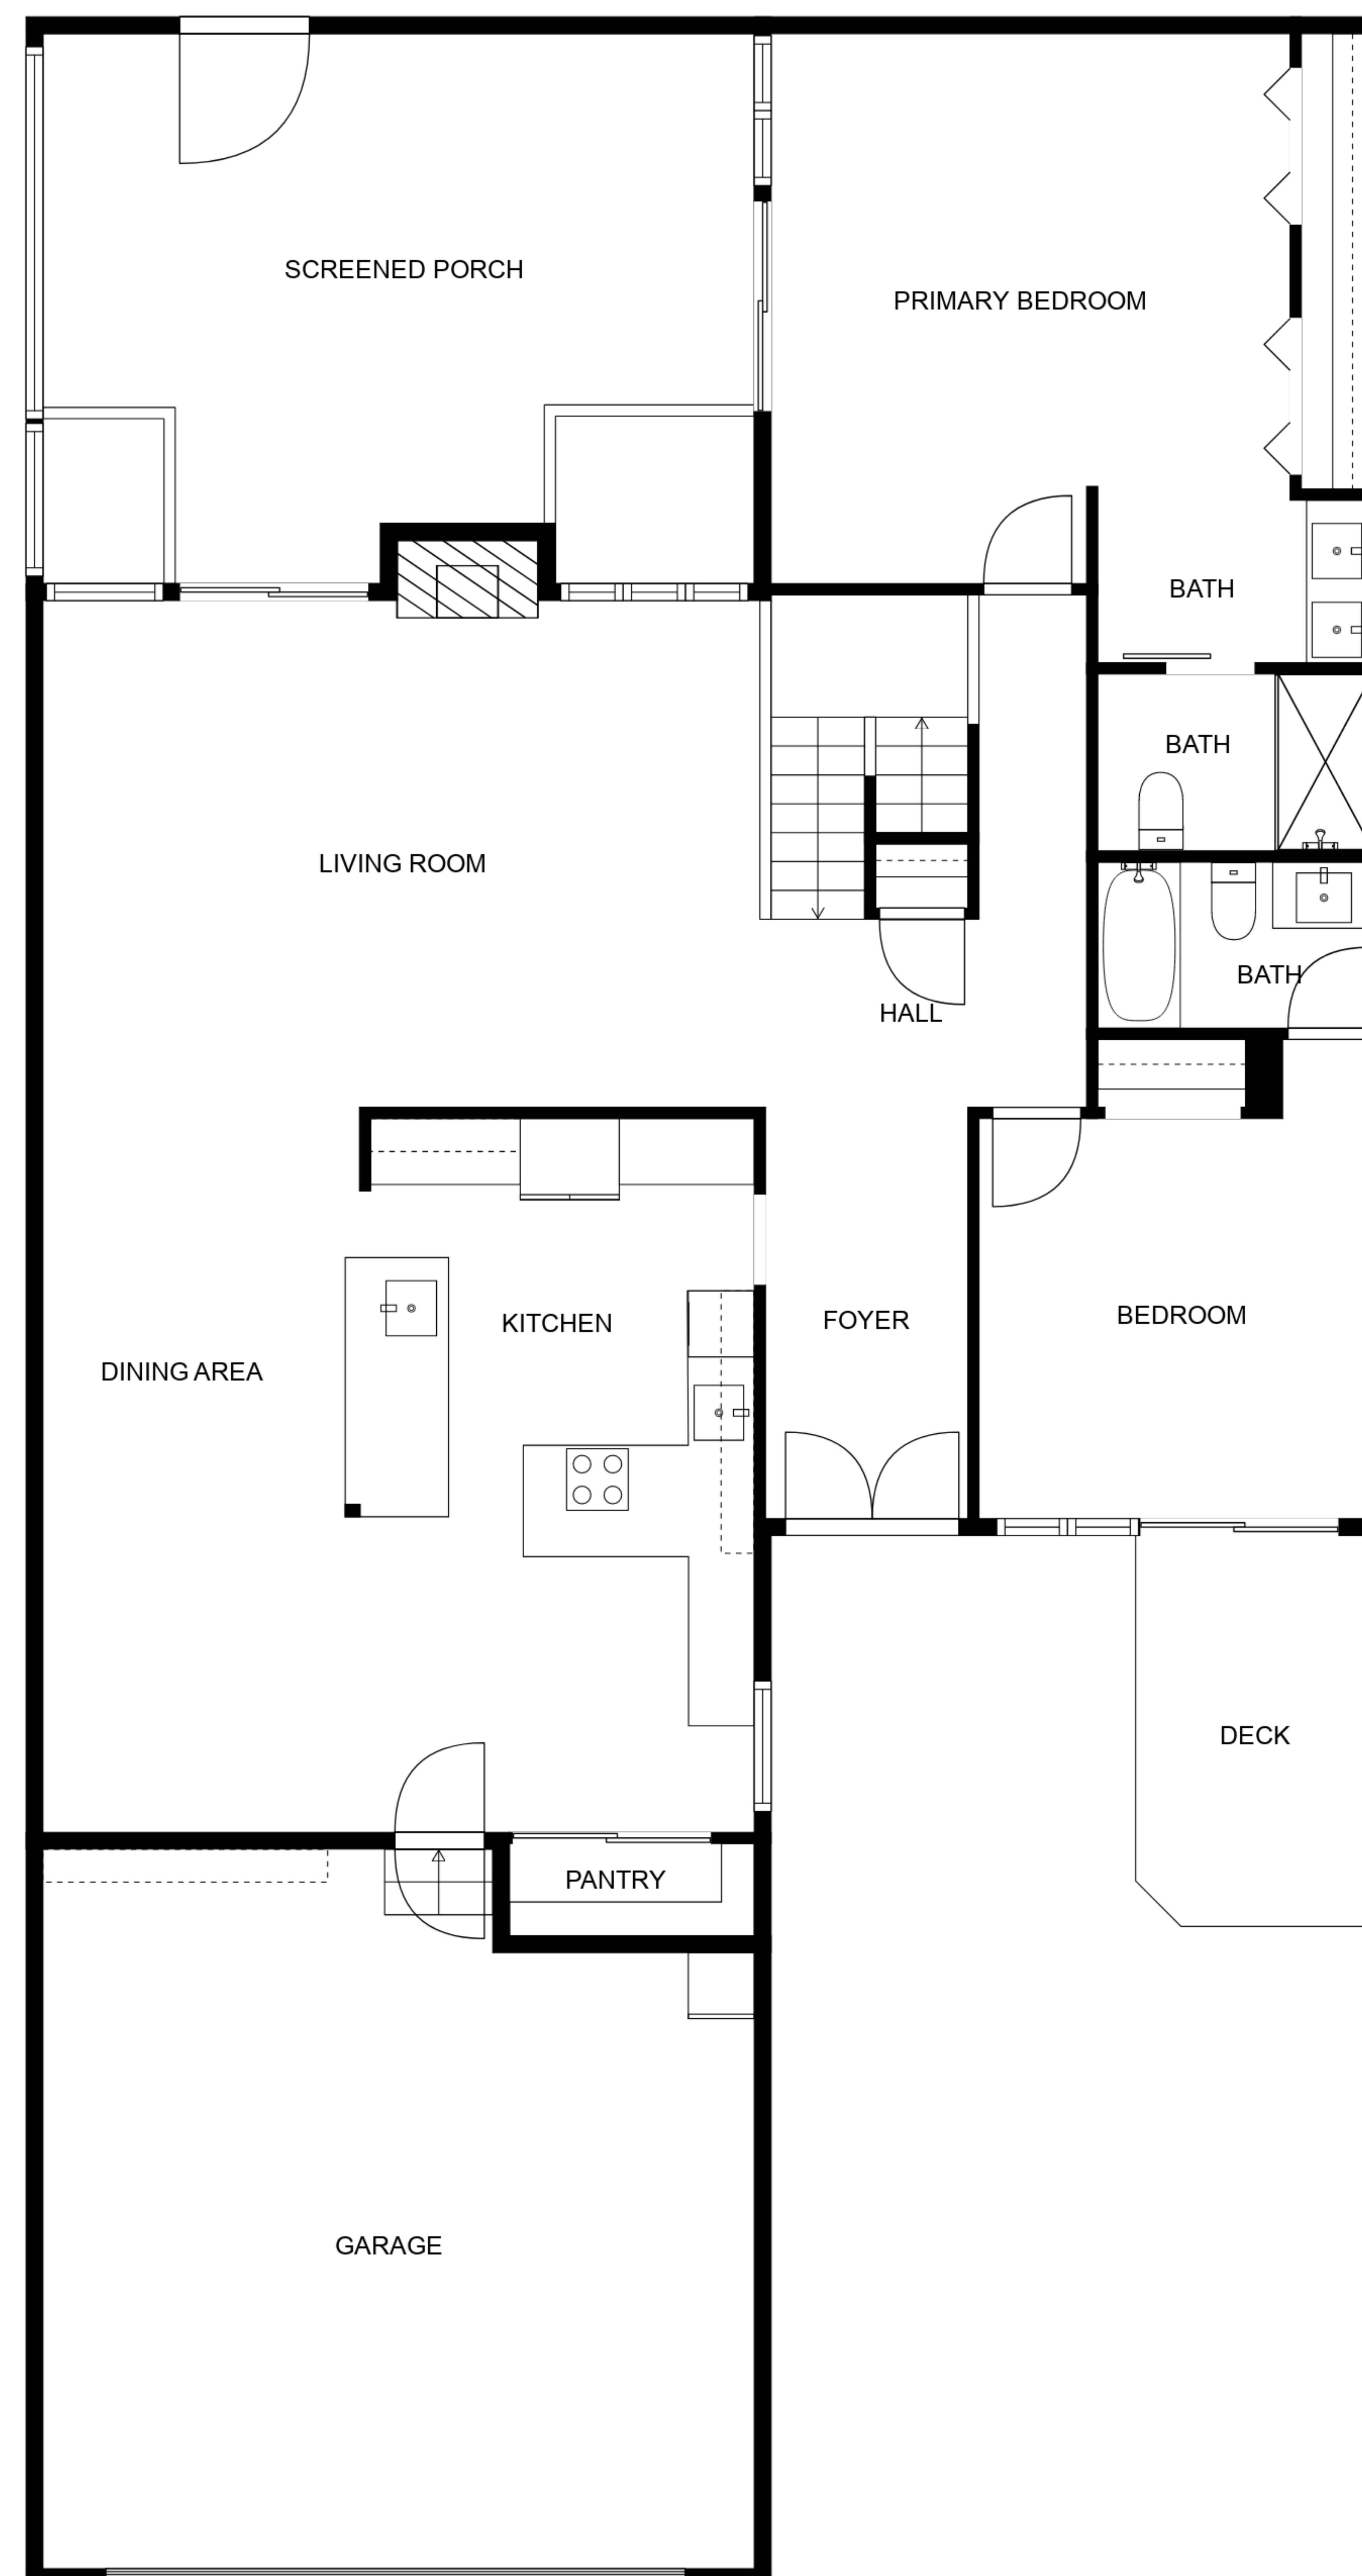 SCREENED PORCH
PRIMARY BEDROOM
BATH
BATH
LIVING ROOM
BATH
HALL
KITCHEN
FOYER
BEDROOM
DINING AREA
DECK
PANTRY
GARAGE